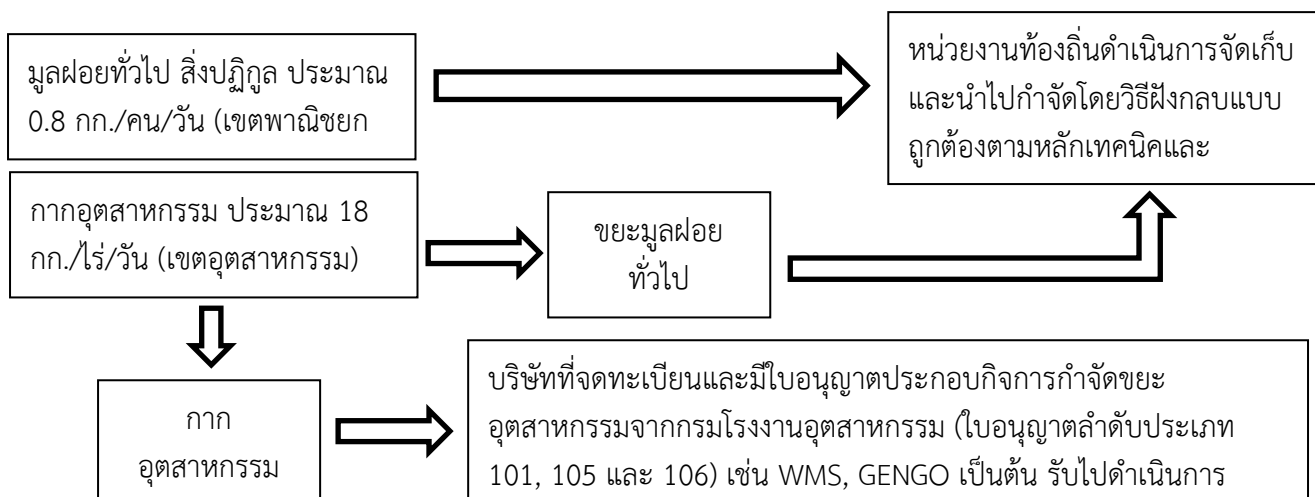 มูลฝอยทั่วไป สิ่งปฏิกูล ประมาณ
0.8 กก./คน/วัน (เขตพาณิชยก
หน่วยงานท้องถิ่นดำเนินการจัดเก็บ
และนำไปกำจัดโดยวิธีฝังกลบแบบ
ถูกต้องตามหลักเทคนิคและ
กากอุตสาหกรรม ประมาณ 18
กก./ไร่/วัน (เขตอุตสาหกรรม)
ขยะมูลฝอย
ทั่วไป
กาก
อุตสาหกรรม
บริษัทที่จดทะเบียนและมีใบอนุญาตประกอบกิจการกำจัดขยะ
อุตสาหกรรมจากกรมโรงงานอุตสาหกรรม (ใบอนุญาตลำดับประเภท
101, 105 และ 106) เช่น WMS, GENGO เป็นต้น รับไปดำเนินการ